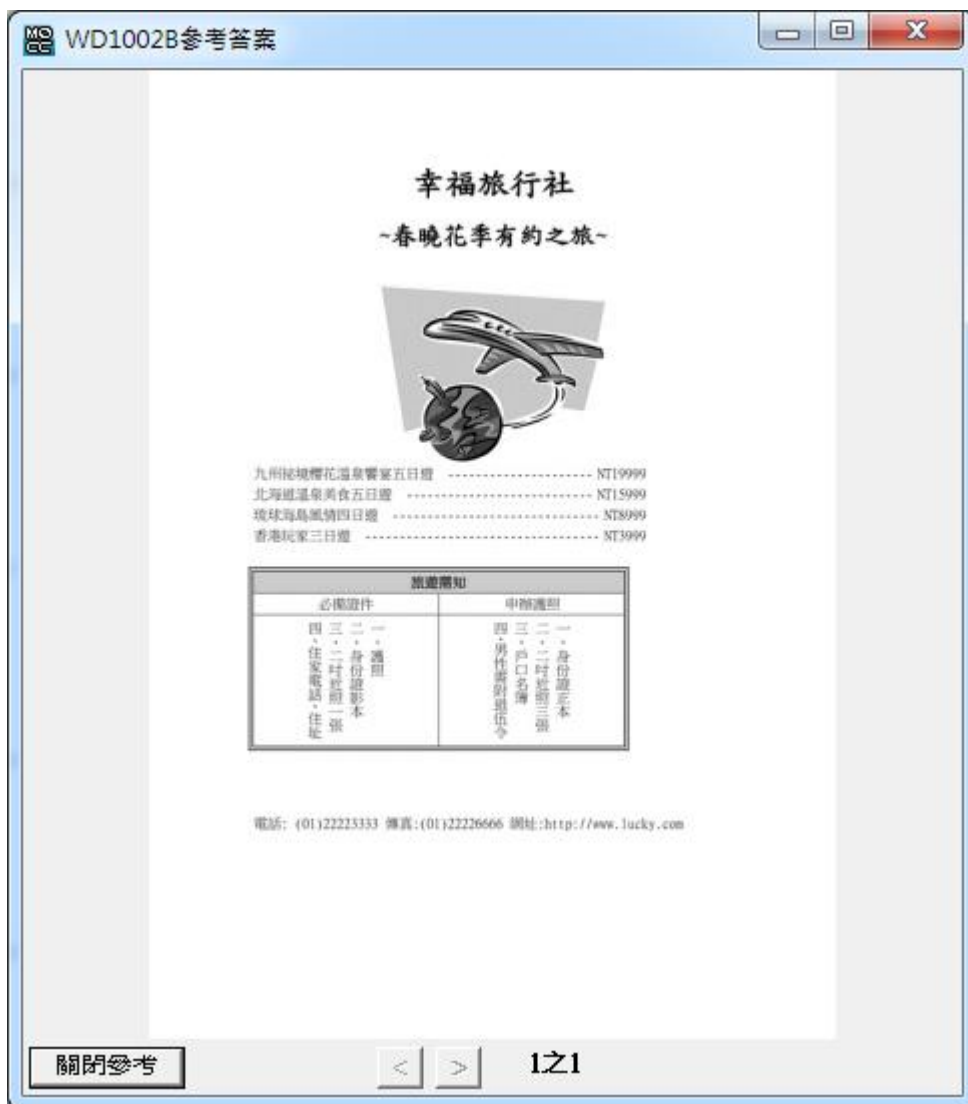 WD1002B參考答案
幸福旅行社
~春曉花季有約之旅~
九州祕境櫻花溫泉饗宴五日遊 ---------------------- NT19999
北海道溫泉美食五日遊 ---------------------------- NT15999
琉球海島風情四日遊 -------------------------------- NT8999
香港玩家三日遊 ------------------------------------ NT3999
旅遊需知
必備證件
申辦護照
一、護照
二、身份證影本
三、二吋近照一張
四、住家電話、住址
一、身份證正本
二、二吋近照三張
三、戶口名簿
四、男性需附退伍令
電話: (01)22223333 傳真:(01)22226666 網址:http://www.lucky.com
關閉參考
< >
1之1